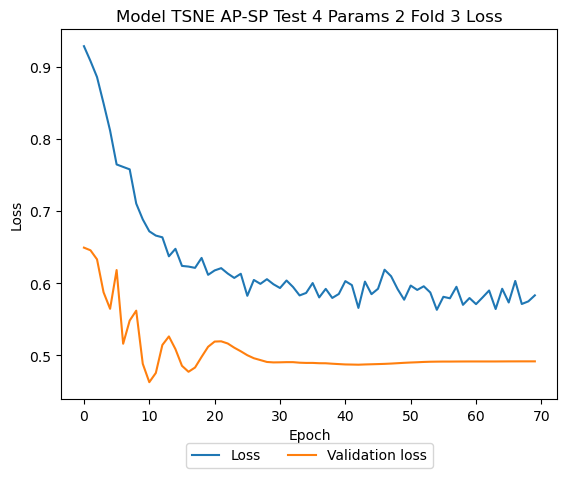 Model TSNE AP-SP Test 4 Params 2 Fold 3 Loss
0.9
0.8
0.7
0.6
0.5
Loss
0 10 20 30 40 50 60 70
Epoch
Loss Validation loss